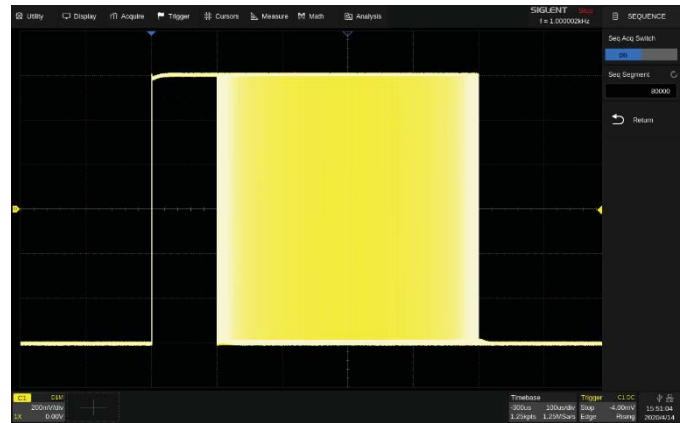 Utility Display Acquire Trigger Cursors Measure Math Analysis
SIGLENT Stop
f = 1.000002kHz
SEQUENCE
Seq Acq Switch
on
Seq Segment
80000
Return
C1 D1M
200mV/div
1X 0.00V
Timebase
-300us 100us/div
1.25kpts 1.25MSa/s
Trigger C1 DC
Stop -4.00mV
Edge Rising
15:51:04
2020/4/14